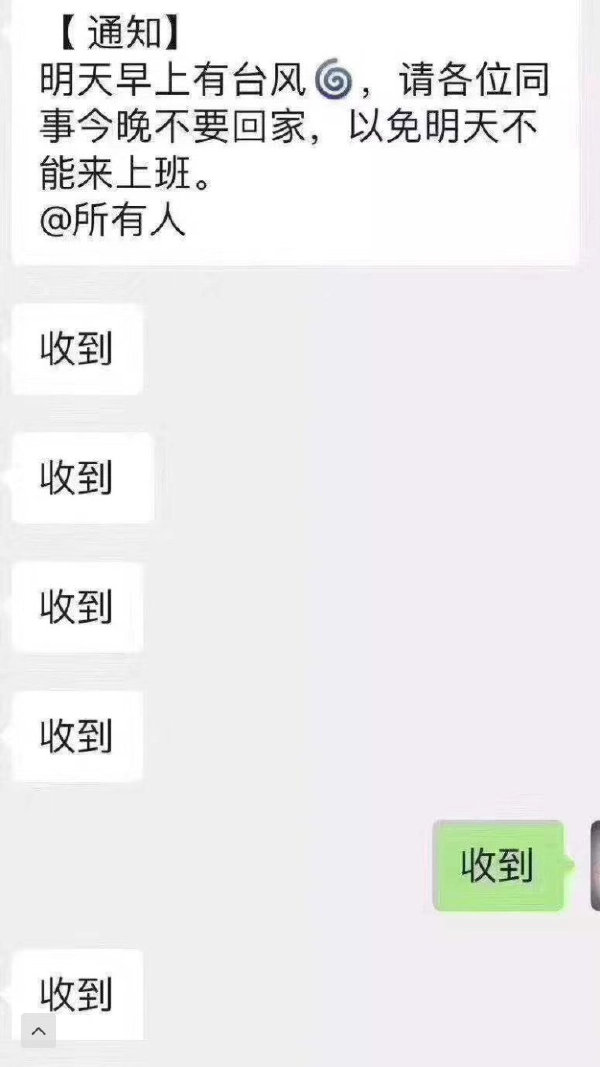 【 通知】
明天早上有台风🌀，请各位同
事今晚不要回家，以免明天不
能来上班。
@所有人
收到
收到
收到
收到
收到
收到